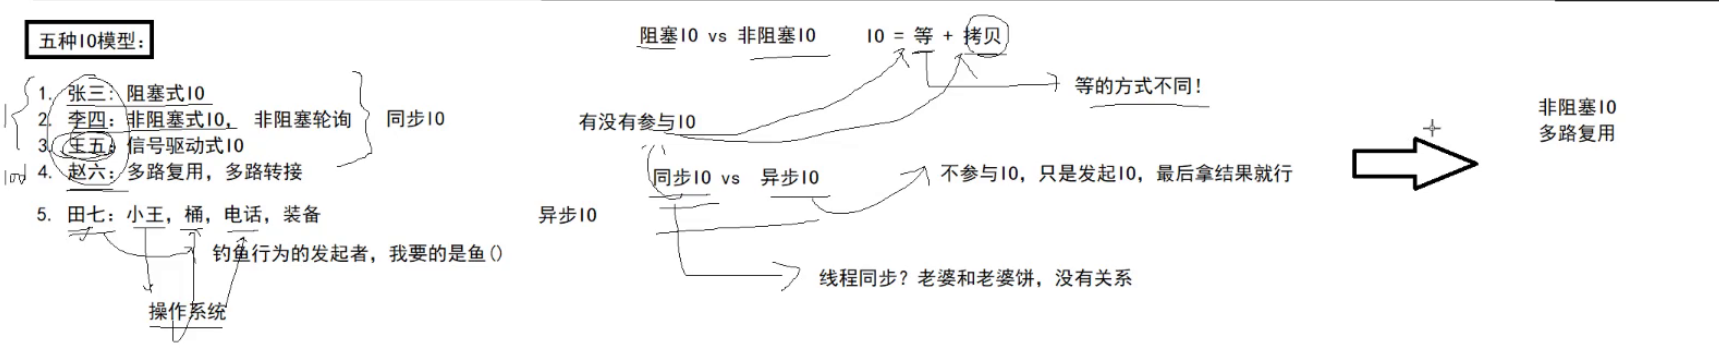 五种IO模型：
1. 张三：阻塞式IO
2. 李四：非阻塞式IO， 非阻塞轮询
3. 王五：信号驱动式IO
4. 赵六：多路复用，多路转接
同步IO
5. 田七：小王，桶，电话，装备
异步IO
钓鱼行为的发起者，我要的是鱼()
操作系统
阻塞IO vs 非阻塞IO
IO = 等 + 拷贝
等的方式不同！
有没有参与IO
同步IO vs 异步IO
不参与IO，只是发起IO，最后拿结果就行
线程同步？老婆和老婆饼，没有关系
非阻塞IO
多路复用